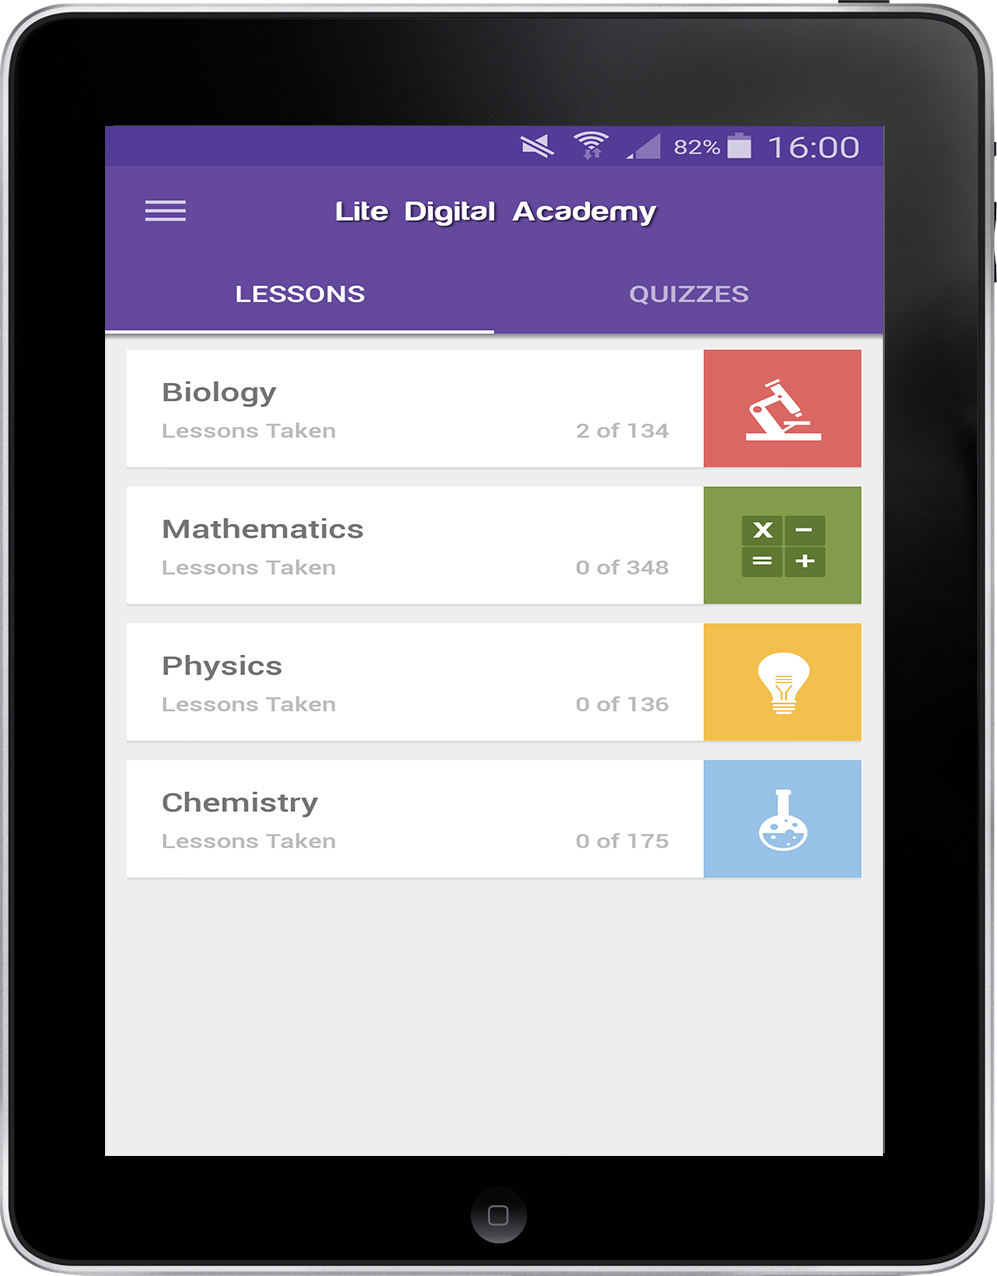 82% 16:00
Lite Digital Academy
LESSONS QUIZZES
Biology
Lessons Taken 2 of 134
Mathematics
Lessons Taken 0 of 348
Physics
Lessons Taken 0 of 136
Chemistry
Lessons Taken 0 of 175